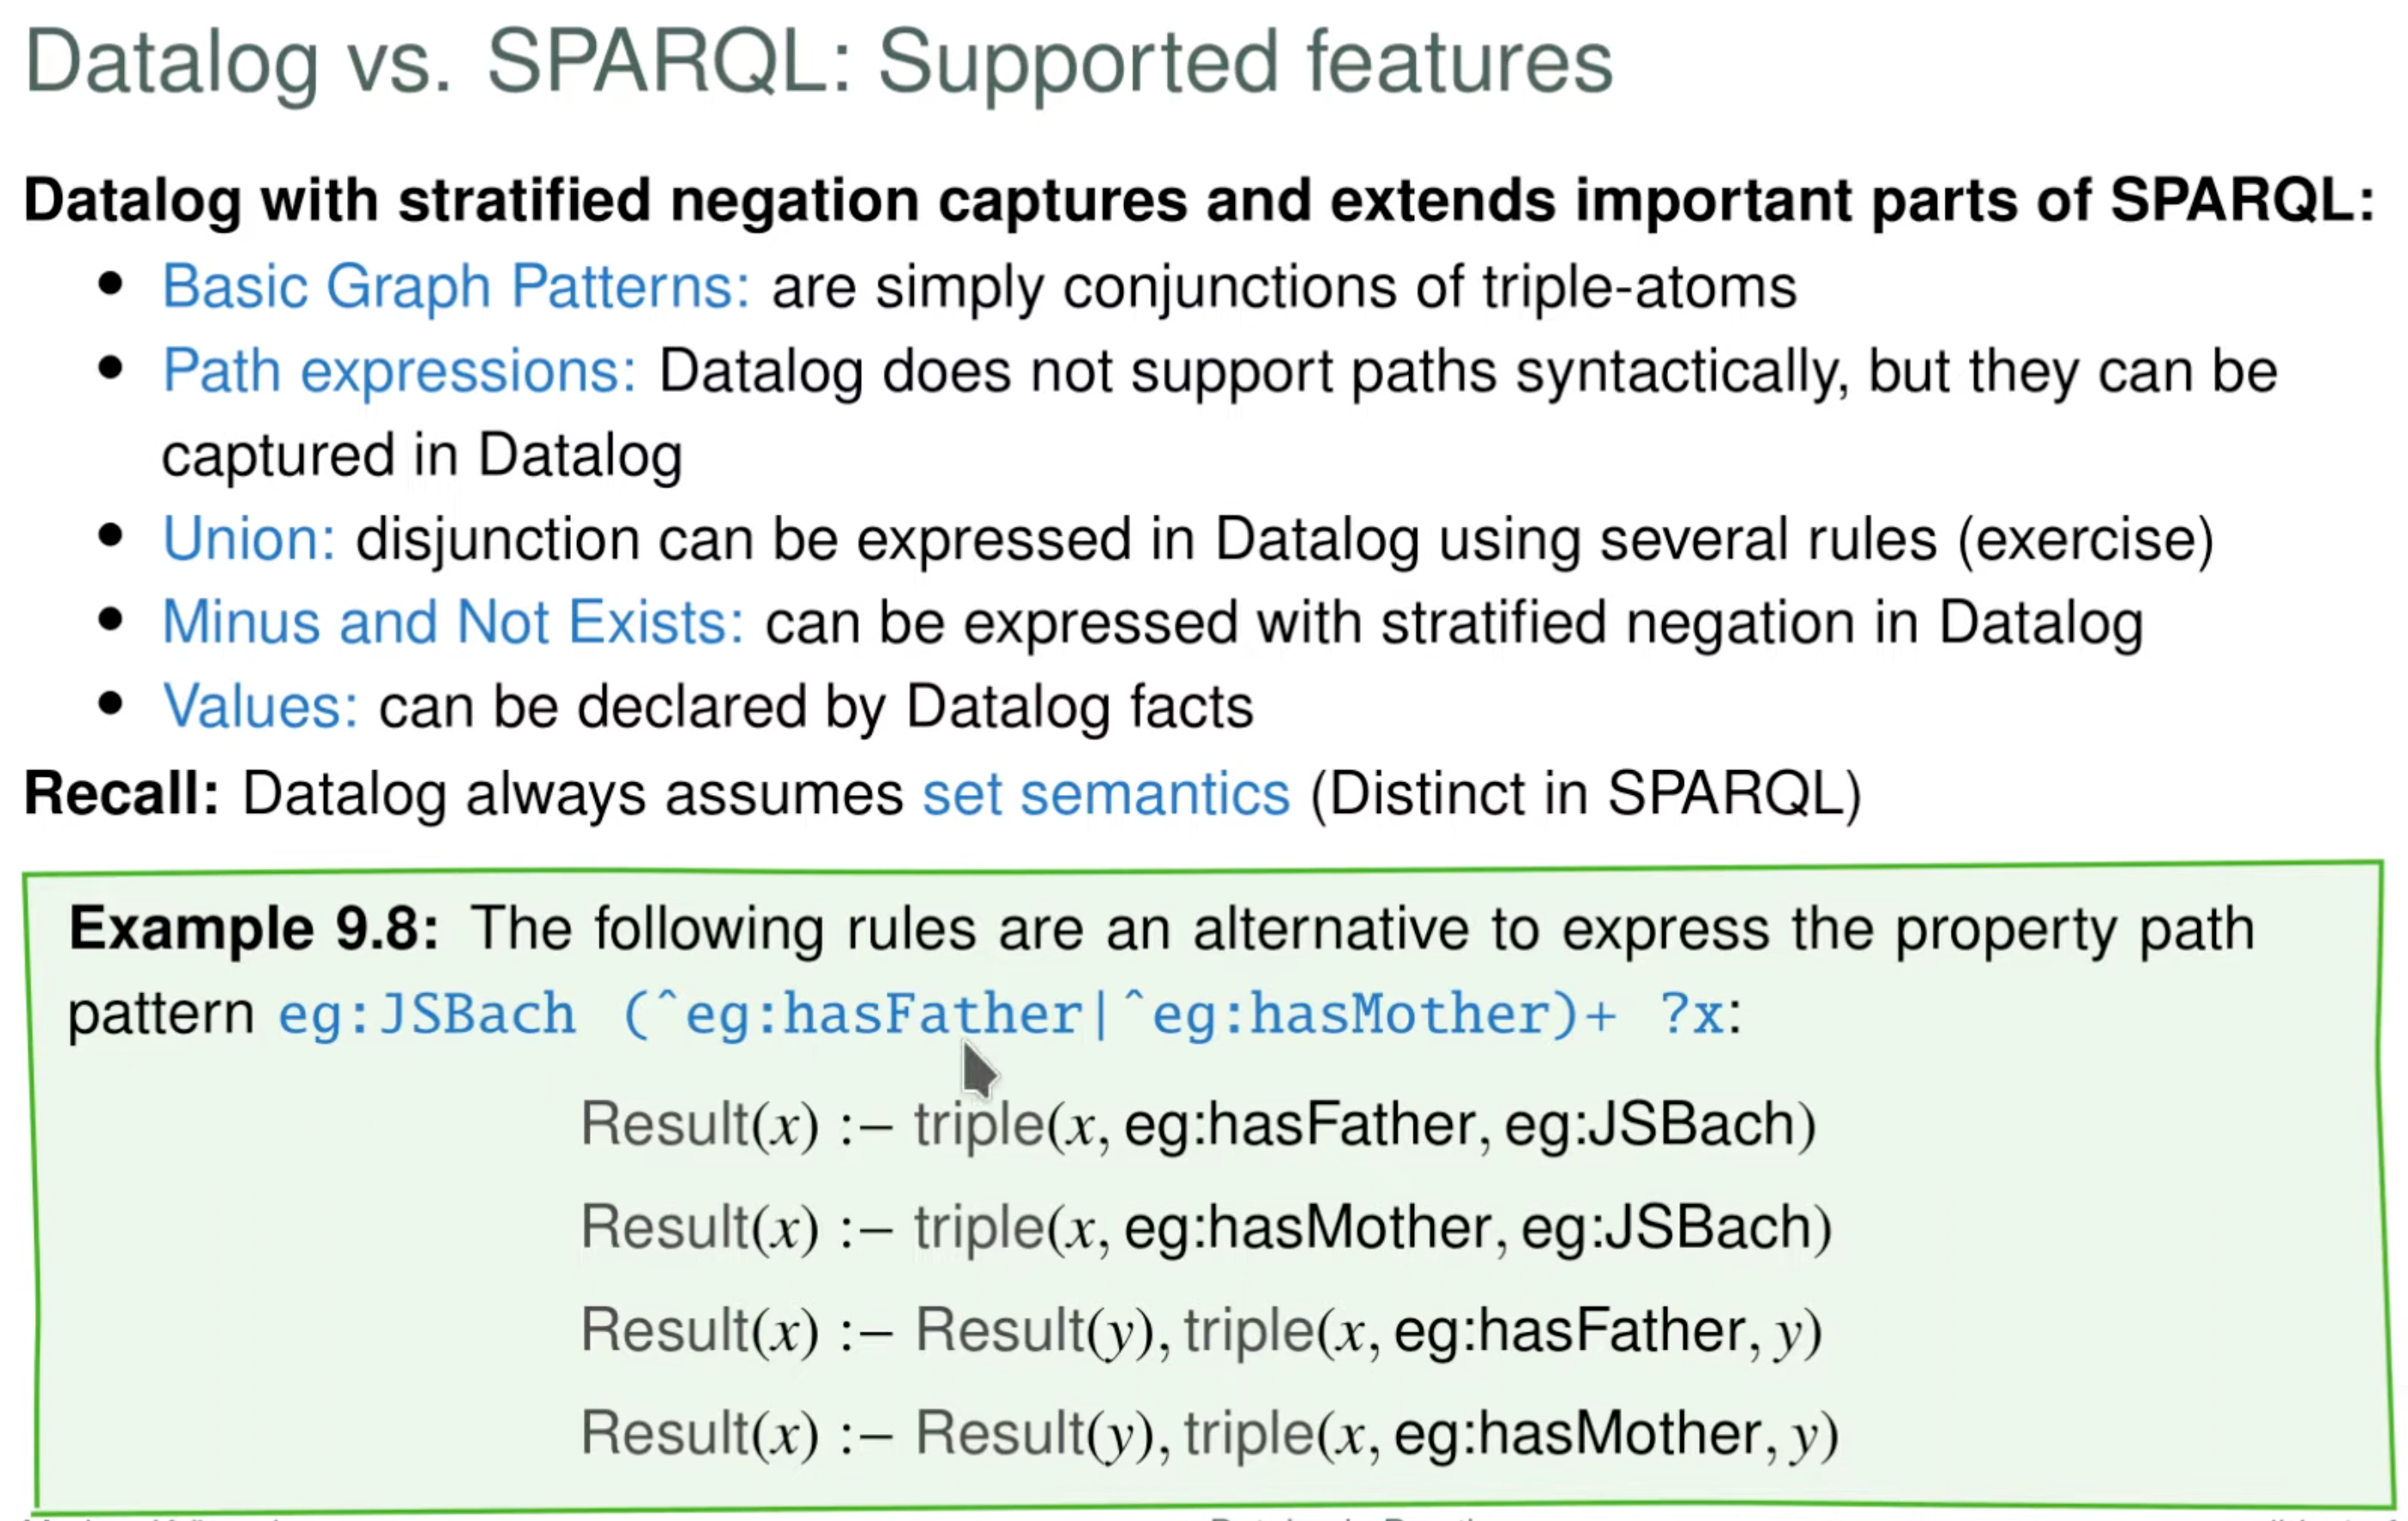 Datalog vs. SPARQL: Supported features
Datalog with stratified negation captures and extends important parts of SPARQL:
• Basic Graph Patterns: are simply conjunctions of triple-atoms
• Path expressions: Datalog does not support paths syntactically, but they can be
captured in Datalog
• Union: disjunction can be expressed in Datalog using several rules (exercise)
• Minus and Not Exists: can be expressed with stratified negation in Datalog
• Values: can be declared by Datalog facts
Recall: Datalog always assumes set semantics (Distinct in SPARQL)
Example 9.8: The following rules are an alternative to express the property path
pattern eg:JSBach (^eg:hasFather|^eg:hasMother)+ ?x:
Result(x) :− triple(x, eg:hasFather, eg:JSBach)
Result(x) :− triple(x, eg:hasMother, eg:JSBach)
Result(x) :− Result(y), triple(x, eg:hasFather, y)
Result(x) :− Result(y), triple(x, eg:hasMother, y)